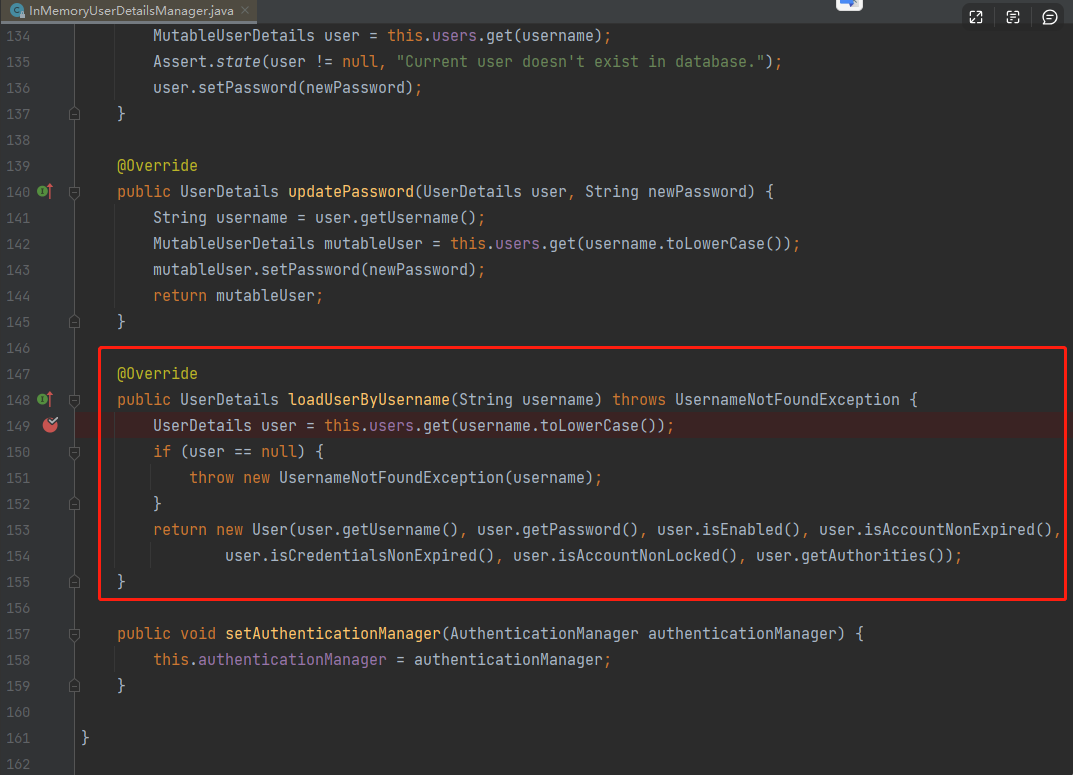 InMemoryUserDetailsManager.java
134 MutableUserDetails user = this.users.get(username);
135 Assert.state(user != null, "Current user doesn't exist in database.");
136 user.setPassword(newPassword);
137 }
138
139 @Override
140 public UserDetails updatePassword(UserDetails user, String newPassword) {
141 String username = user.getUsername();
142 MutableUserDetails mutableUser = this.users.get(username.toLowerCase());
143 mutableUser.setPassword(newPassword);
144 return mutableUser;
145 }
146
147 @Override
148 public UserDetails loadUserByUsername(String username) throws UsernameNotFoundException {
149 UserDetails user = this.users.get(username.toLowerCase());
150 if (user == null) {
151 throw new UsernameNotFoundException(username);
152 }
153 return new User(user.getUsername(), user.getPassword(), user.isEnabled(), user.isAccountNonExpired(),
154 user.isCredentialsNonExpired(), user.isAccountNonLocked(), user.getAuthorities());
155 }
156
157 public void setAuthenticationManager(AuthenticationManager authenticationManager) {
158 this.authenticationManager = authenticationManager;
159 }
160
161 }
162